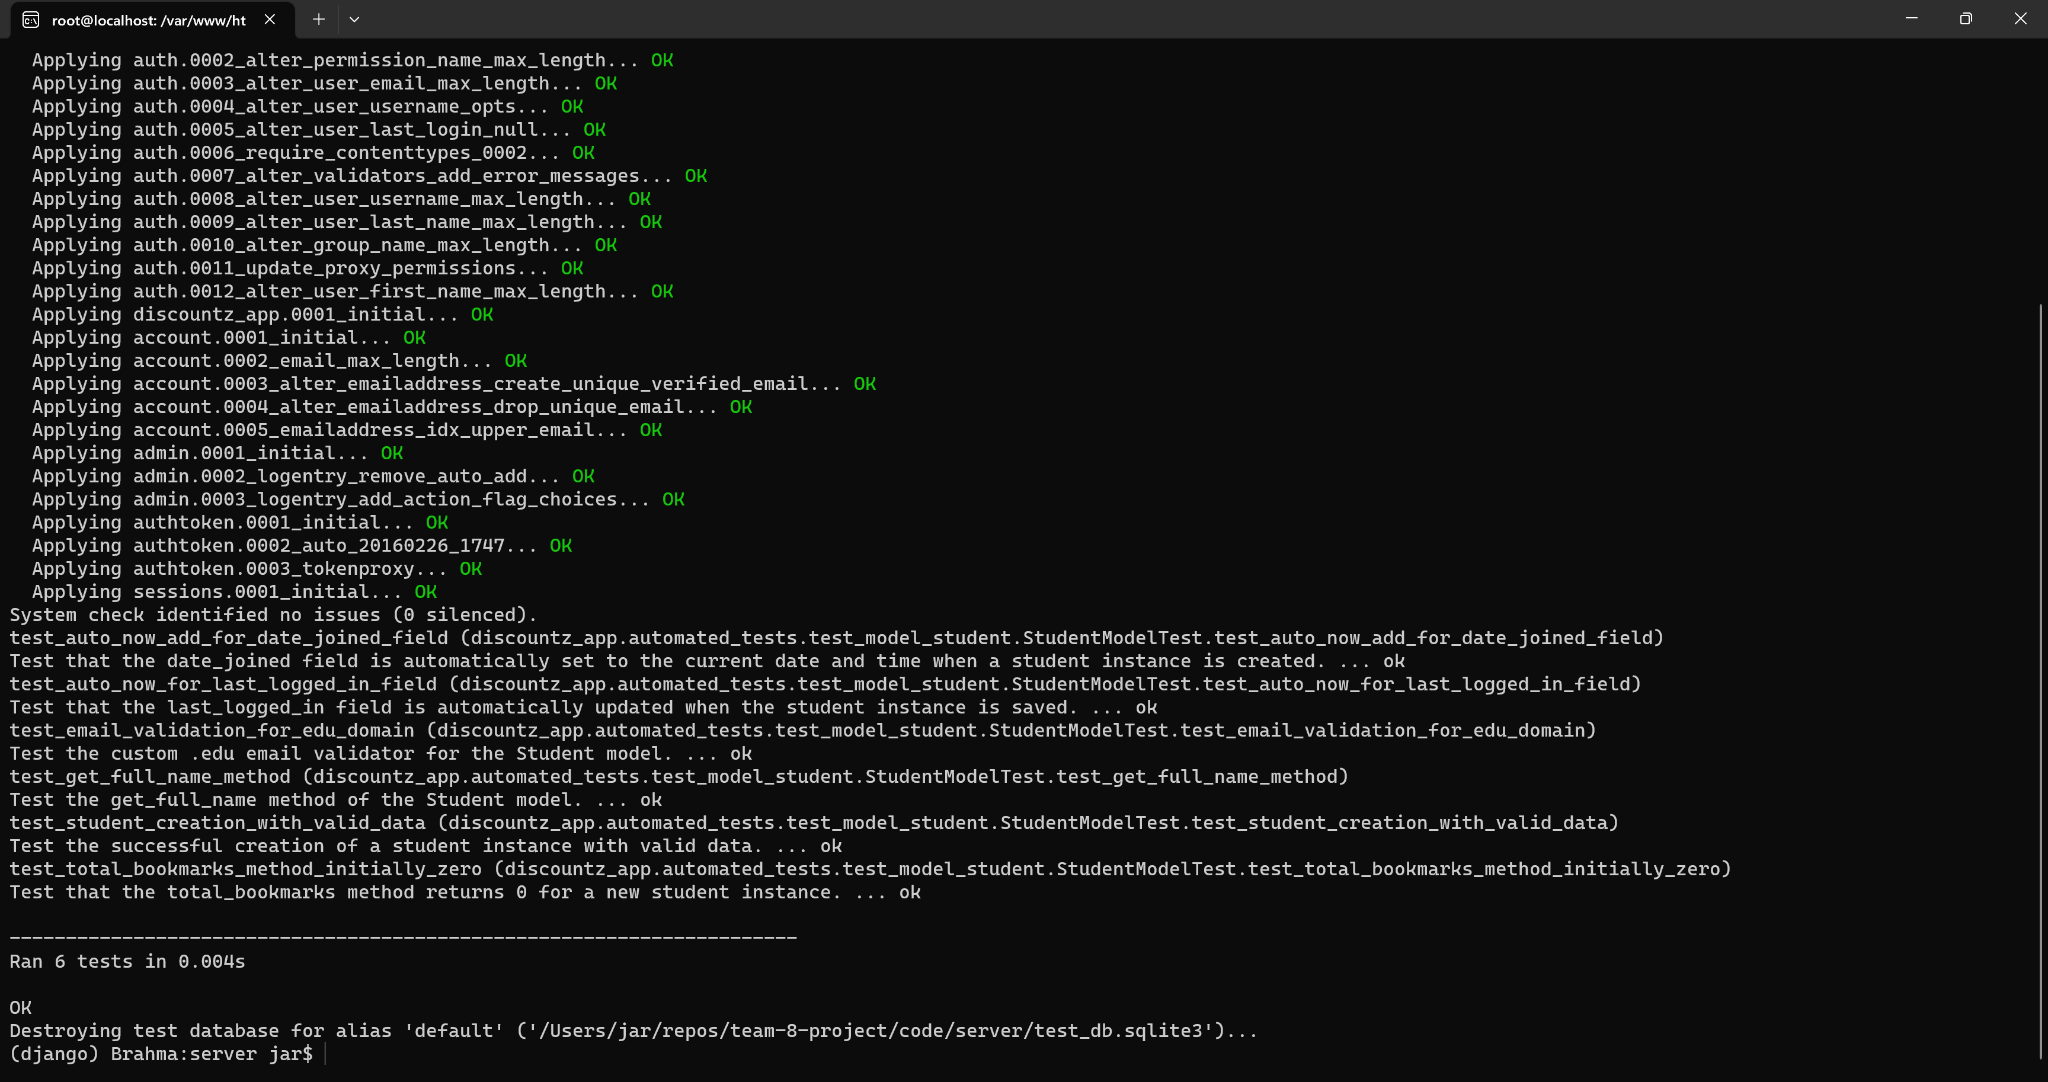 root@localhost: /var/www/ht
Applying auth.0002_alter_permission_name_max_length... OK
Applying auth.0003_alter_user_email_max_length... OK
Applying auth.0004_alter_user_username_opts... OK
Applying auth.0005_alter_user_last_login_null... OK
Applying auth.0006_require_contenttypes_0002... OK
Applying auth.0007_alter_validators_add_error_messages... OK
Applying auth.0008_alter_user_username_max_length... OK
Applying auth.0009_alter_user_last_name_max_length... OK
Applying auth.0010_alter_group_name_max_length... OK
Applying auth.0011_update_proxy_permissions... OK
Applying auth.0012_alter_user_first_name_max_length... OK
Applying discountz_app.0001_initial... OK
Applying account.0001_initial... OK
Applying account.0002_email_max_length... OK
Applying account.0003_alter_emailaddress_create_unique_verified_email... OK
Applying account.0004_alter_emailaddress_drop_unique_email... OK
Applying account.0005_emailaddress_idx_upper_email... OK
Applying admin.0001_initial... OK
Applying admin.0002_logentry_remove_auto_add... OK
Applying admin.0003_logentry_add_action_flag_choices... OK
Applying authtoken.0001_initial... OK
Applying authtoken.0002_auto_20160226_1747... OK
Applying authtoken.0003_tokenproxy... OK
Applying sessions.0001_initial... OK
System check identified no issues (0 silenced).
test_auto_now_add_for_date_joined_field (discountz_app.automated_tests.test_model_student.StudentModelTest.test_auto_now_add_for_date_joined_field)
Test that the date_joined field is automatically set to the current date and time when a student instance is created. ... ok
test_auto_now_for_last_logged_in_field (discountz_app.automated_tests.test_model_student.StudentModelTest.test_auto_now_for_last_logged_in_field)
Test that the last_logged_in field is automatically updated when the student instance is saved. ... ok
test_email_validation_for_edu_domain (discountz_app.automated_tests.test_model_student.StudentModelTest.test_email_validation_for_edu_domain)
Test the custom .edu email validator for the Student model. ... ok
test_get_full_name_method (discountz_app.automated_tests.test_model_student.StudentModelTest.test_get_full_name_method)
Test the get_full_name method of the Student model. ... ok
test_student_creation_with_valid_data (discountz_app.automated_tests.test_model_student.StudentModelTest.test_student_creation_with_valid_data)
Test the successful creation of a student instance with valid data. ... ok
test_total_bookmarks_method_initially_zero (discountz_app.automated_tests.test_model_student.StudentModelTest.test_total_bookmarks_method_initially_zero)
Test that the total_bookmarks method returns 0 for a new student instance. ... ok
----------------------------------------------------------------------
Ran 6 tests in 0.004s
OK
Destroying test database for alias 'default' ('/Users/jar/repos/team-8-project/code/server/test_db.sqlite3')...
(django) Brahma:server jar$